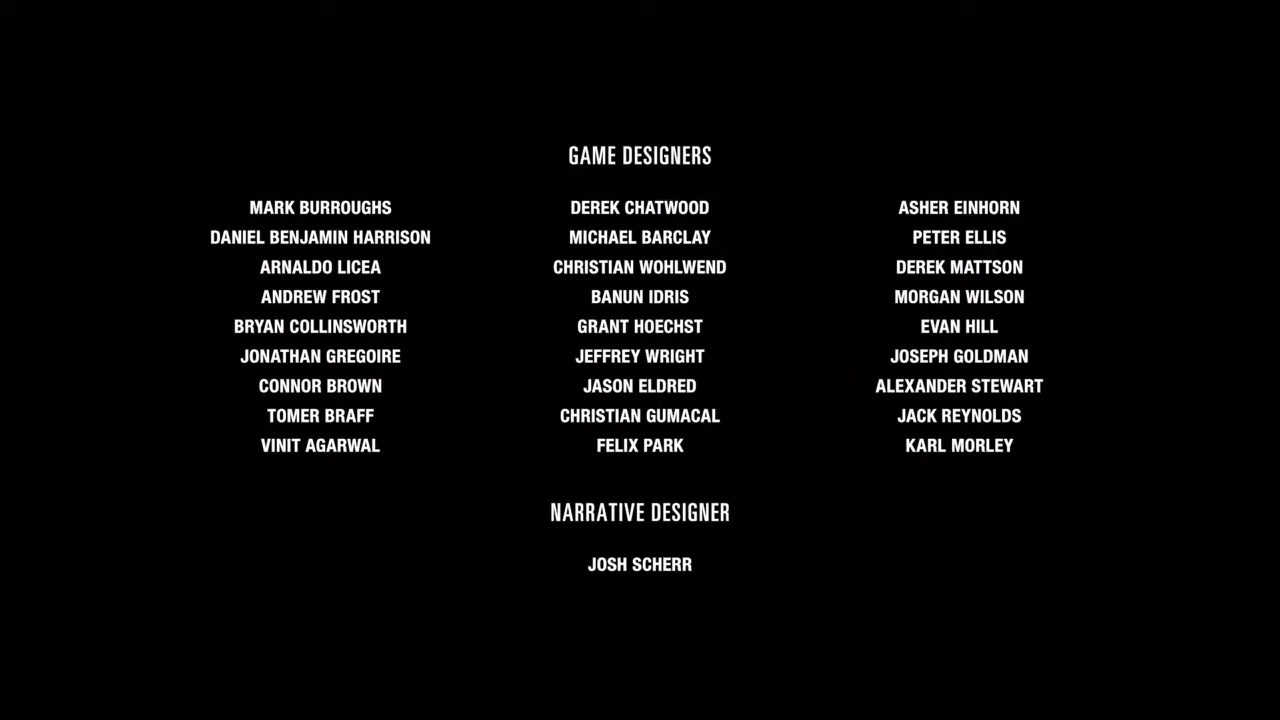 GAME DESIGNERS
MARK BURROUGHS DEREK CHATWOOD ASHER EINHORN
DANIEL BENJAMIN HARRISON MICHAEL BARCLAY PETER ELLIS
ARNALDO LICEA CHRISTIAN WOHLWEND DEREK MATTSON
ANDREW FROST BANUN IDRIS MORGAN WILSON
BRYAN COLLINSWORTH GRANT HOECHST EVAN HILL
JONATHAN GREGOIRE JEFFREY WRIGHT JOSEPH GOLDMAN
CONNOR BROWN JASON ELDRED ALEXANDER STEWART
TOMER BRAFF CHRISTIAN GUMACAL JACK REYNOLDS
VINIT AGARWAL FELIX PARK KARL MORLEY
NARRATIVE DESIGNER
JOSH SCHERR